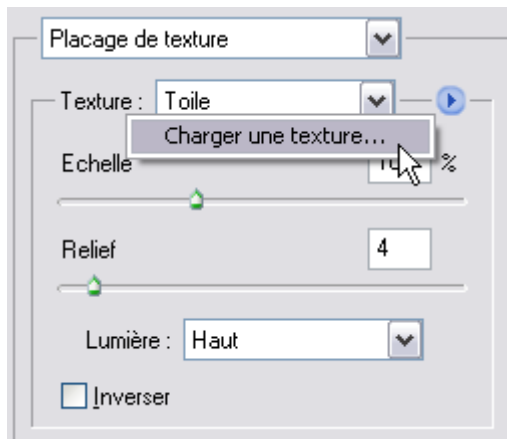 Placage de texture
Texture : Toile
Charger une texture...
Echelle %
Relief 4
Lumière : Haut
Inverser